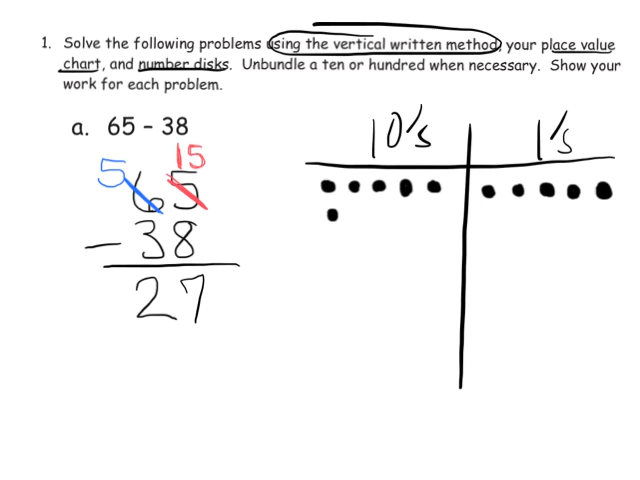 1. Solve the following problems using the vertical written method, your place value
chart, and number disks. Unbundle a ten or hundred when necessary. Show your
work for each problem.
a. 65 - 38
10's 1's
5 15
65
- 38
27